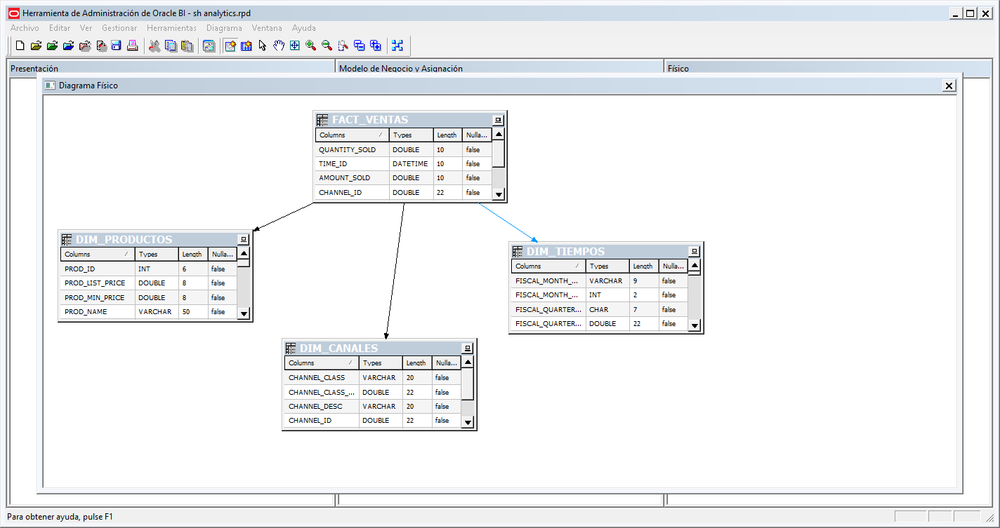 Herramienta de Administración de Oracle BI - sh analytics.rpd
Archivo Editar Ver Gestionar Herramientas Diagrama Ventana Ayuda
Presentación Modelo de Negocio y Asignación Físico
Diagrama Físico
FACT_VENTAS
Columns Types Length Nulla...
QUANTITY_SOLD DOUBLE 10 false
TIME_ID DATETIME 10 false
AMOUNT_SOLD DOUBLE 10 false
CHANNEL_ID DOUBLE 22 false
DIM_PRODUCTOS
Columns Types Length Nulla...
PROD_ID INT 6 false
PROD_LIST_PRICE DOUBLE 8 false
PROD_MIN_PRICE DOUBLE 8 false
PROD_NAME VARCHAR 50 false
DIM_TIEMPOS
Columns Types Length Nulla...
FISCAL_MONTH_... VARCHAR 9 false
FISCAL_MONTH_... INT 2 false
FISCAL_QUARTER... CHAR 7 false
FISCAL_QUARTER... DOUBLE 22 false
DIM_CANALES
Columns Types Length Nulla...
CHANNEL_CLASS VARCHAR 20 false
CHANNEL_CLASS_... DOUBLE 22 false
CHANNEL_DESC VARCHAR 20 false
CHANNEL_ID DOUBLE 22 false
Para obtener ayuda, pulse F1